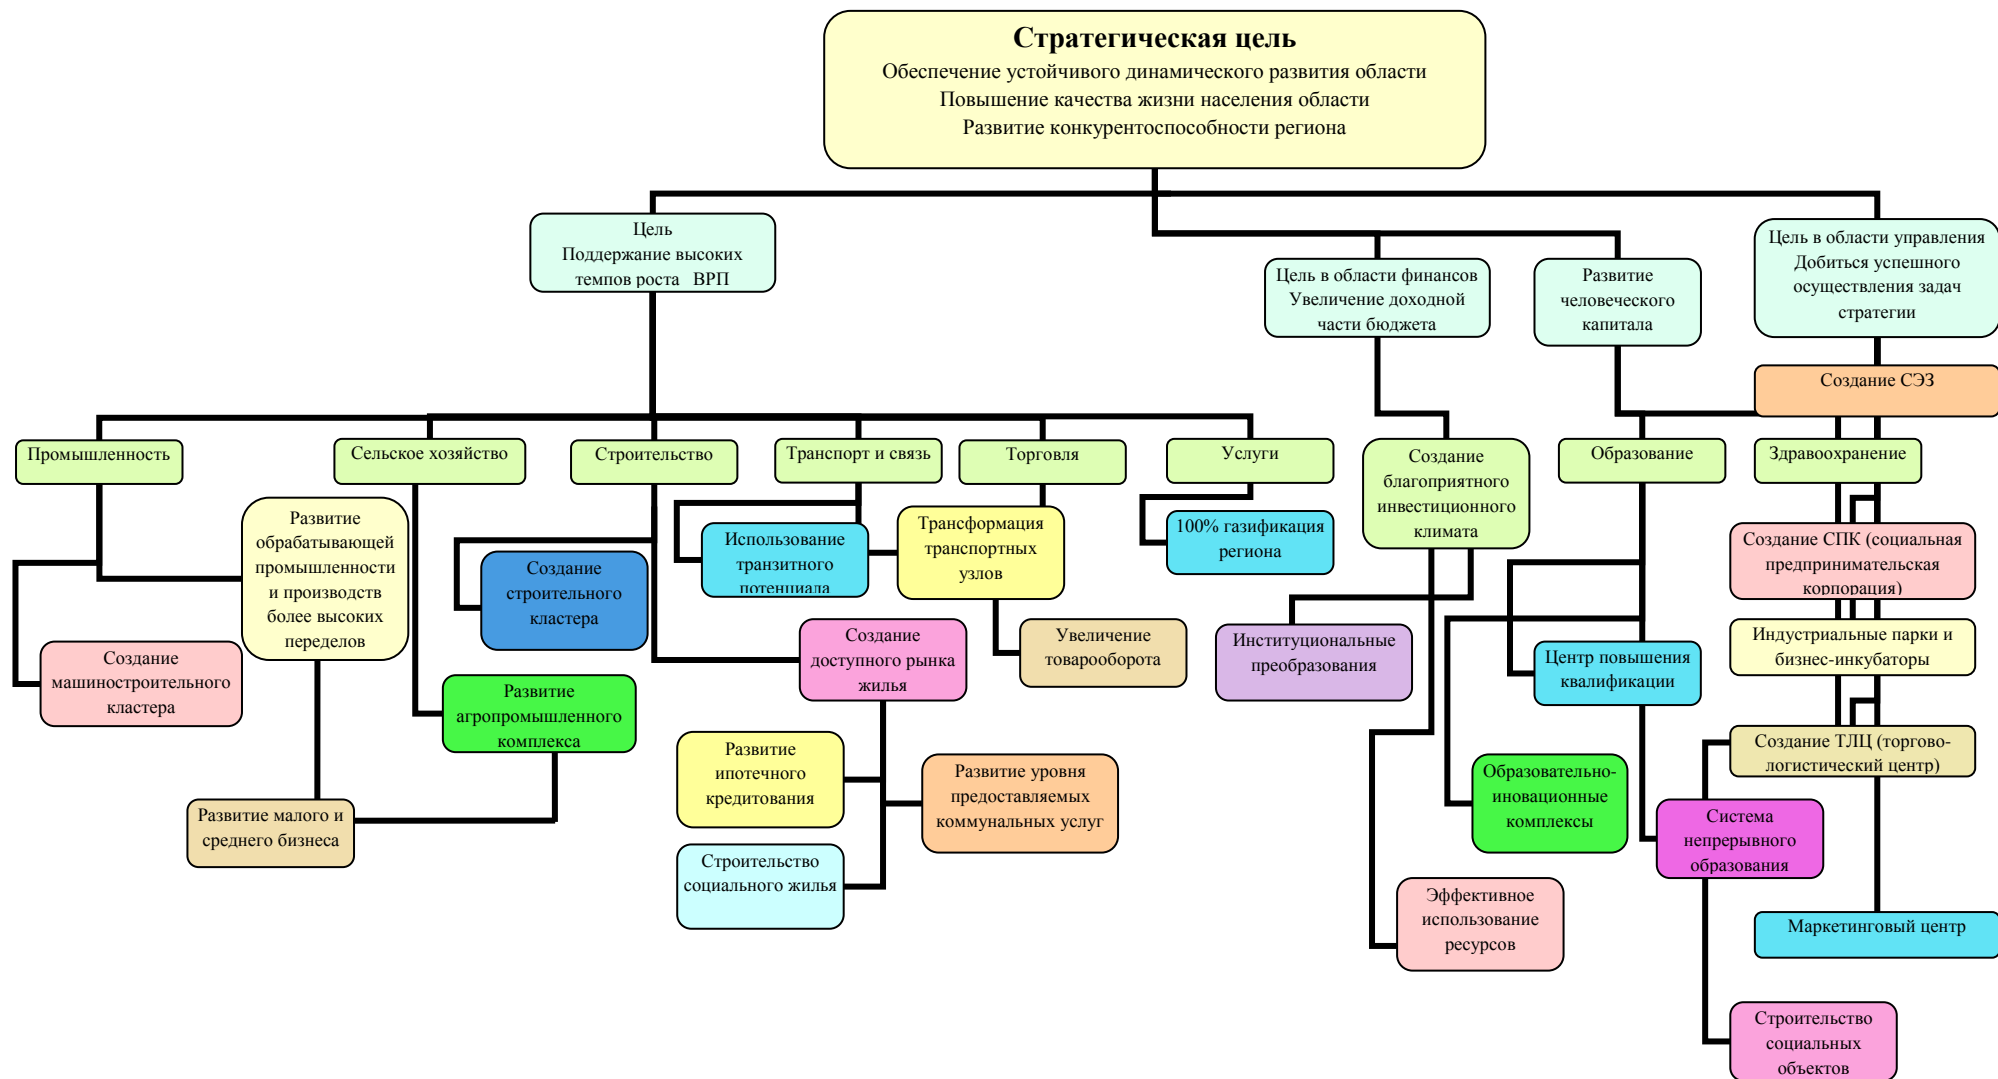 Стратегическая цель
Обеспечение устойчивого динамического развития области
Повышение качества жизни населения области
Развитие конкурентоспособности региона
Цель
Поддержание высоких
темпов роста ВРП
Цель в области финансов
Увеличение доходной
части бюджета
Развитие
человеческого
капитала
Цель в области управления
Добиться успешного
осуществления задач
стратегии
Создание СЭЗ
Промышленность
Сельское хозяйство
Строительство
Транспорт и связь
Торговля
Услуги
Создание
благоприятного
инвестиционного
климата
Образование
Здравоохранение
Развитие
обрабатывающей
промышленности
и производств
более высоких
переделов
Создание
строительного
кластера
Использование
транзитного
потенциала
Трансформация
транспортных
узлов
100% газификация
региона
Создание СПК (социальная
предпринимательская
корпорация)
Создание
машиностроительного
кластера
Развитие
агропромышленного
комплекса
Создание
доступного рынка
жилья
Увеличение
товарооборота
Институциональные
преобразования
Центр повышения
квалификации
Индустриальные парки и
бизнес-инкубаторы
Развитие малого и
среднего бизнеса
Развитие
ипотечного
кредитования
Развитие уровня
предоставляемых
коммунальных услуг
Образовательно-
иновационные
комплексы
Создание ТЛЦ (торгово-
логистический центр)
Система
непрерывного
образования
Строительство
социального жилья
Эффективное
использование
ресурсов
Маркетинговый центр
Строительство
социальных
объектов